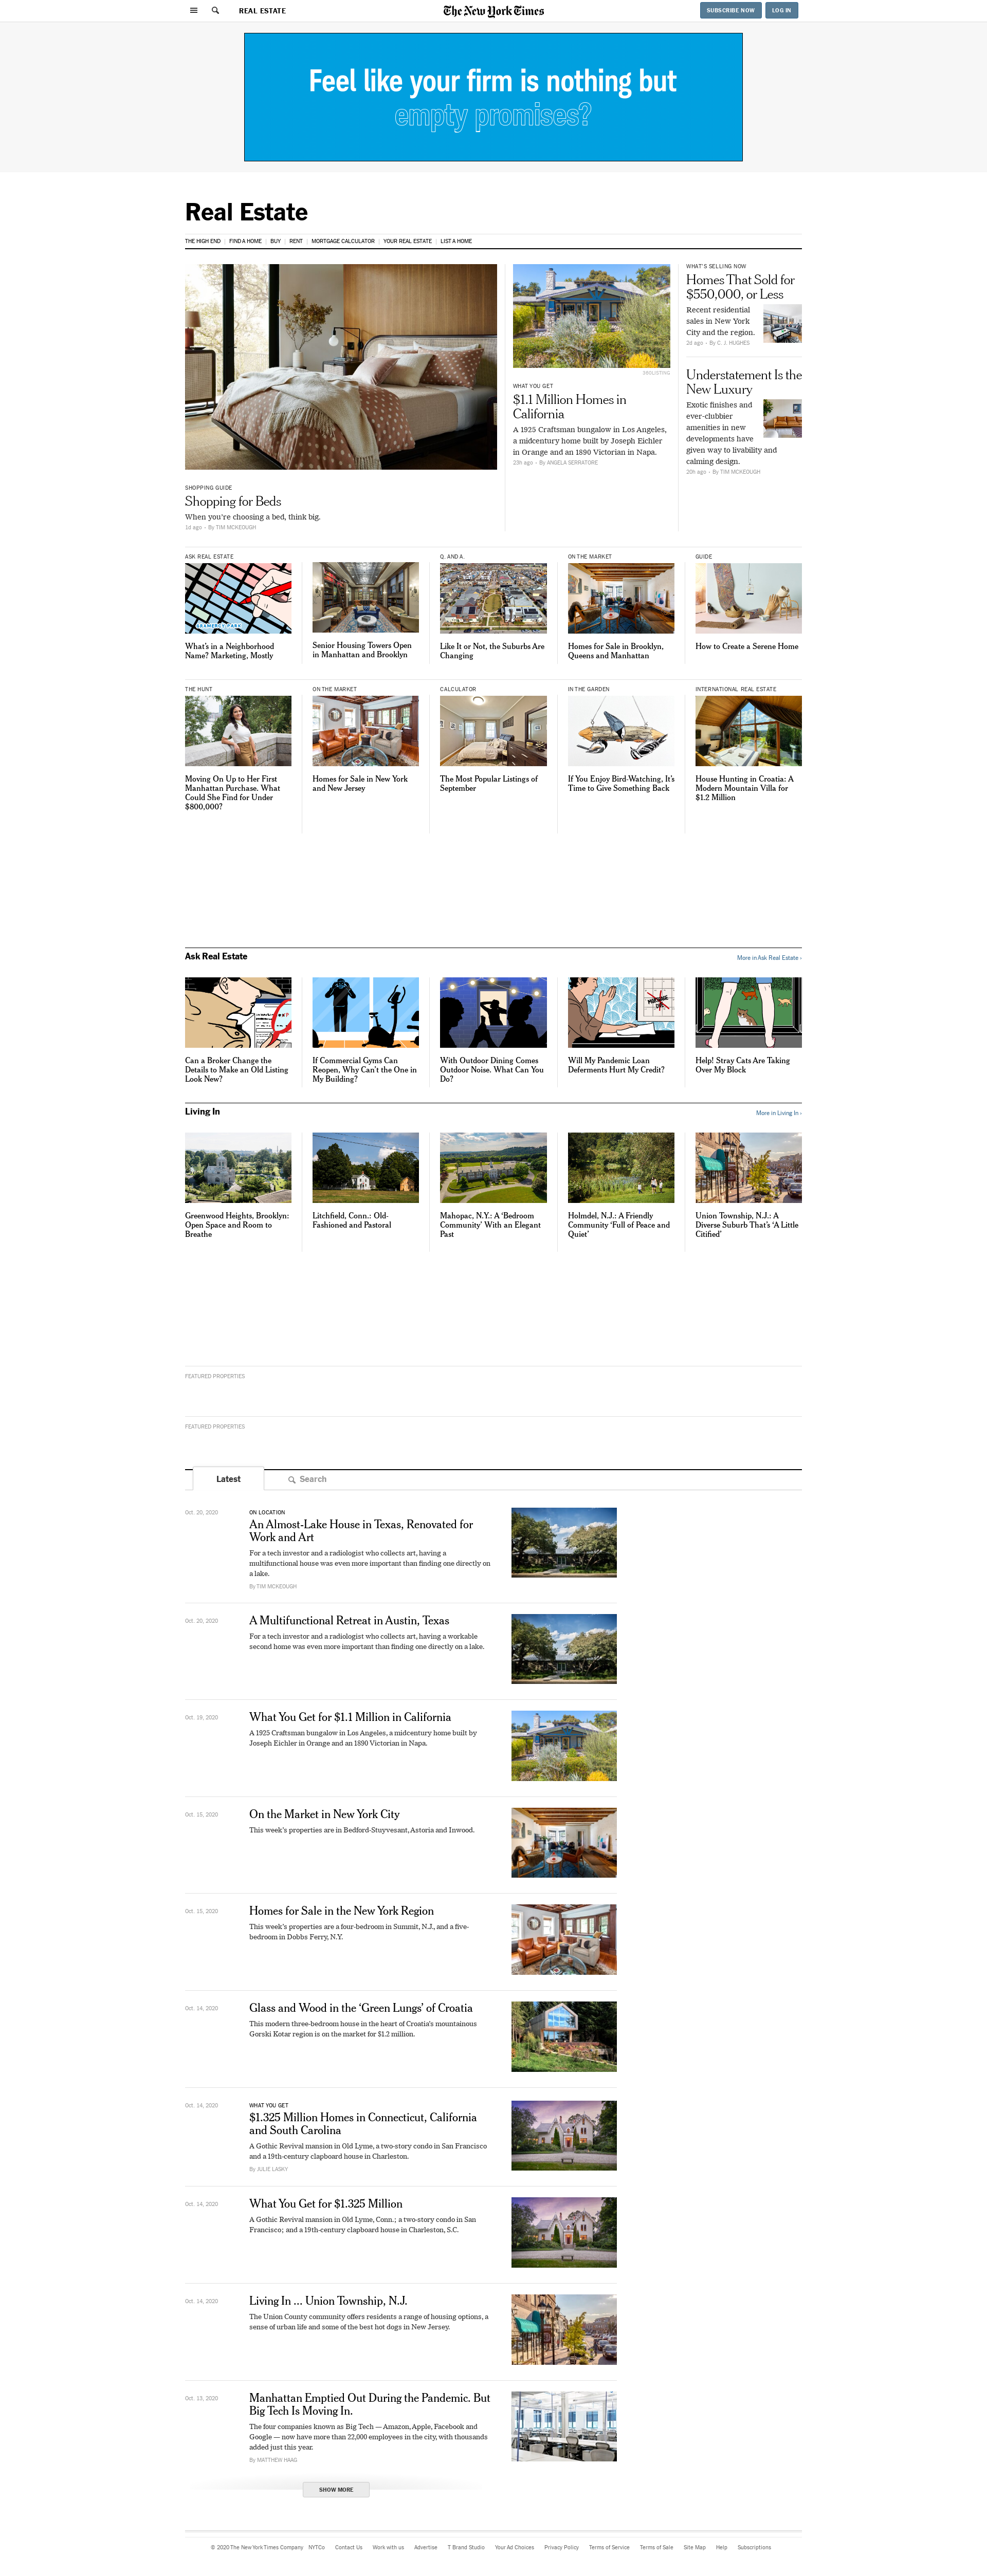 REAL ESTATE
The New York Times
SUBSCRIBE NOW
LOG IN
Feel like your firm is nothing but
empty promises?
Real Estate
THE HIGH END | FIND A HOME | BUY | RENT | MORTGAGE CALCULATOR | YOUR REAL ESTATE | LIST A HOME
SHOPPING GUIDE
Shopping for Beds
When you're choosing a bed, think big.
1d ago • By TIM MCKEOUGH
WHAT YOU GET
$1.1 Million Homes in
California
A 1925 Craftsman bungalow in Los Angeles,
a midcentury home built by Joseph Eichler
in Orange and an 1890 Victorian in Napa.
23h ago • By ANGELA SERRATORE
WHAT'S SELLING NOW
Homes That Sold for
$550,000, or Less
Recent residential
sales in New York
City and the region.
2d ago • By C. J. HUGHES
Understatement Is the
New Luxury
Exotic finishes and
ever-clubbier
amenities in new
developments have
given way to livability and
calming design.
20h ago • By TIM MCKEOUGH
ASK REAL ESTATE
GRAMERCY PARK
What's in a Neighborhood
Name? Marketing, Mostly
Senior Housing Towers Open
in Manhattan and Brooklyn
Q. AND A.
Like It or Not, the Suburbs Are
Changing
ON THE MARKET
Homes for Sale in Brooklyn,
Queens and Manhattan
GUIDE
How to Create a Serene Home
THE HUNT
Moving On Up to Her First
Manhattan Purchase. What
Could She Find for Under
$800,000?
ON THE MARKET
Homes for Sale in New York
and New Jersey
CALCULATOR
The Most Popular Listings of
September
IN THE GARDEN
If You Enjoy Bird-Watching, It's
Time to Give Something Back
INTERNATIONAL REAL ESTATE
House Hunting in Croatia: A
Modern Mountain Villa for
$1.2 Million
Ask Real Estate
More in Ask Real Estate ›
Can a Broker Change the
Details to Make an Old Listing
Look New?
If Commercial Gyms Can
Reopen, Why Can't the One in
My Building?
With Outdoor Dining Comes
Outdoor Noise. What Can You
Do?
Will My Pandemic Loan
Deferments Hurt My Credit?
Help! Stray Cats Are Taking
Over My Block
Living In
More in Living In ›
Greenwood Heights, Brooklyn:
Open Space and Room to
Breathe
Litchfield, Conn.: Old-
Fashioned and Pastoral
Mahopac, N.Y.: A ‘Bedroom
Community’ With an Elegant
Past
Holmdel, N.J.: A Friendly
Community ‘Full of Peace and
Quiet’
Union Township, N.J.: A
Diverse Suburb That’s ‘A Little
Citified’
FEATURED PROPERTIES
FEATURED PROPERTIES
Latest
Search
Oct. 20, 2020
ON LOCATION
An Almost-Lake House in Texas, Renovated for
Work and Art
For a tech investor and a radiologist who collects art, having a
multifunctional house was even more important than finding one directly on
a lake.
By TIM MCKEOUGH
Oct. 20, 2020
A Multifunctional Retreat in Austin, Texas
For a tech investor and a radiologist who collects art, having a workable
second home was even more important than finding one directly on a lake.
Oct. 19, 2020
What You Get for $1.1 Million in California
A 1925 Craftsman bungalow in Los Angeles, a midcentury home built by
Joseph Eichler in Orange and an 1890 Victorian in Napa.
Oct. 15, 2020
On the Market in New York City
This week's properties are in Bedford-Stuyvesant, Astoria and Inwood.
Oct. 15, 2020
Homes for Sale in the New York Region
This week's properties are a four-bedroom in Summit, N.J., and a five-
bedroom in Dobbs Ferry, N.Y.
Oct. 14, 2020
Glass and Wood in the ‘Green Lungs’ of Croatia
This modern three-bedroom house in the heart of Croatia's mountainous
Gorski Kotar region is on the market for $1.2 million.
Oct. 14, 2020
WHAT YOU GET
$1.325 Million Homes in Connecticut, California
and South Carolina
A Gothic Revival mansion in Old Lyme, a two-story condo in San Francisco
and a 19th-century clapboard house in Charleston.
By JULIE LASKY
Oct. 14, 2020
What You Get for $1.325 Million
A Gothic Revival mansion in Old Lyme, Conn.; a two-story condo in San
Francisco; and a 19th-century clapboard house in Charleston, S.C.
Oct. 14, 2020
Living In ... Union Township, N.J.
The Union County community offers residents a range of housing options, a
sense of urban life and some of the best hot dogs in New Jersey.
Oct. 13, 2020
Manhattan Emptied Out During the Pandemic. But
Big Tech Is Moving In.
The four companies known as Big Tech — Amazon, Apple, Facebook and
Google — now have more than 22,000 employees in the city, with thousands
added just this year.
By MATTHEW HAAG
SHOW MORE
© 2020 The New York Times Company NYTCo Contact Us Work with us Advertise T Brand Studio Your Ad Choices Privacy Policy Terms of Service Terms of Sale Site Map Help Subscriptions